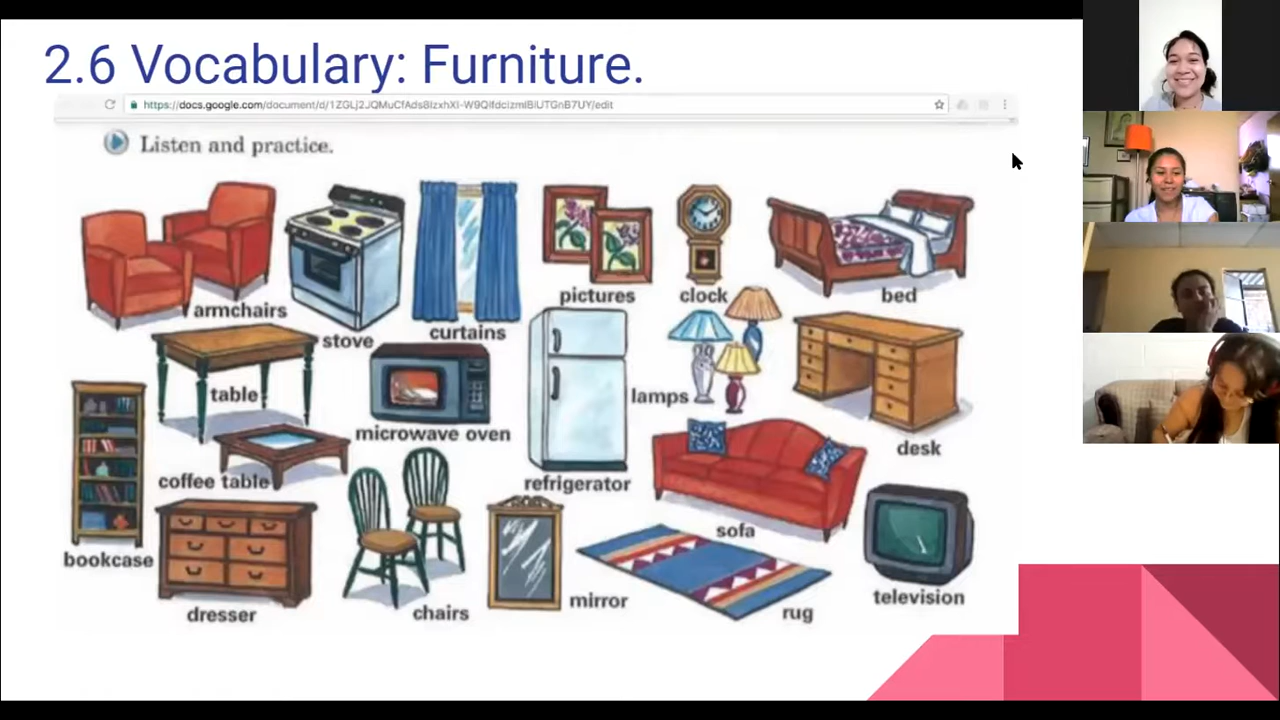 2.6 Vocabulary: Furniture.
Listen and practice.
armchairs
stove
curtains
pictures
clock
bed
table
microwave oven
lamps
desk
coffee table
refrigerator
sofa
bookcase
dresser
chairs
mirror
rug
television